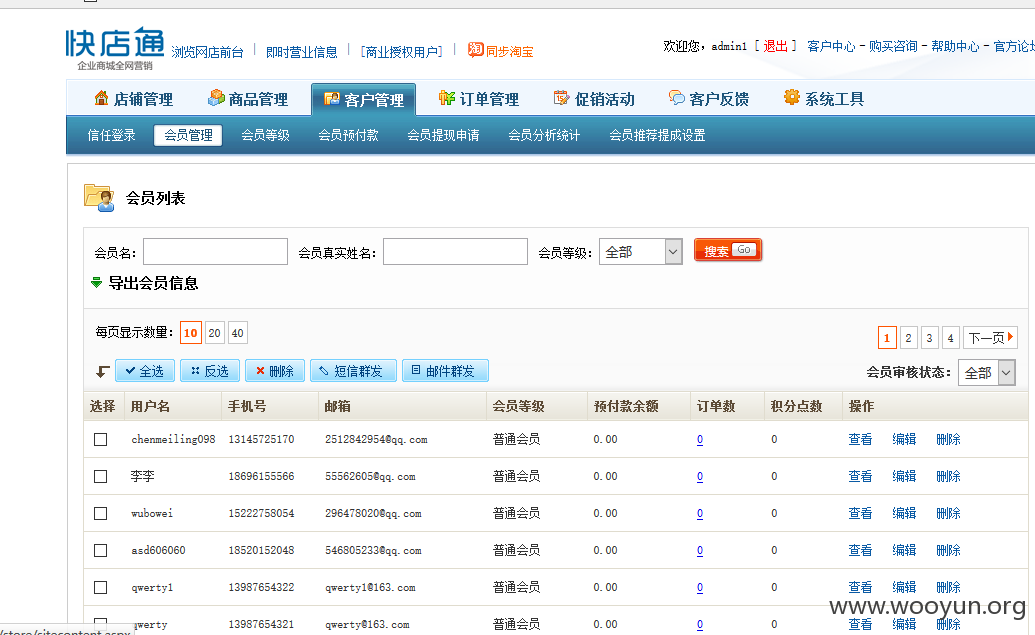 快店通
企业商城全网营销
浏览网店前台 | 即时营业信息 | [商业授权用户] | 淘 同步淘宝
欢迎您, admin1 [ 退出 ] 客户中心 - 购买咨询 - 帮助中心 - 官方论坛
店铺管理 商品管理 客户管理 订单管理 促销活动 客户反馈 系统工具
信任登录 会员管理 会员等级 会员预付款 会员提现申请 会员分析统计 会员推荐提成设置
会员列表
会员名: 会员真实姓名: 会员等级: 全部 搜索 Go
导出会员信息
每页显示数量: 10 20 40
1 2 3 4 下一页
全选 反选 删除 短信群发 邮件群发
会员审核状态: 全部
选择 用户名 手机号 邮箱 会员等级 预付款余额 订单数 积分点数 操作
chenmeiling098 13145725170 2512842954@qq.com 普通会员 0.00 0 0 查看 编辑 删除
李李 18696155566 55562605@qq.com 普通会员 0.00 0 0 查看 编辑 删除
wubowei 15222758054 296478020@qq.com 普通会员 0.00 0 0 查看 编辑 删除
asd606060 18520152048 546805233@qq.com 普通会员 0.00 0 0 查看 编辑 删除
qwerty1 13987654322 qwerty1@163.com 普通会员 0.00 0 0 查看 编辑 删除
qwerty 13987654321 qwerty@163.com 普通会员 0.00 0 0 查看 编辑 删除
www.wooyun.org
/store/sitecontent.aspx